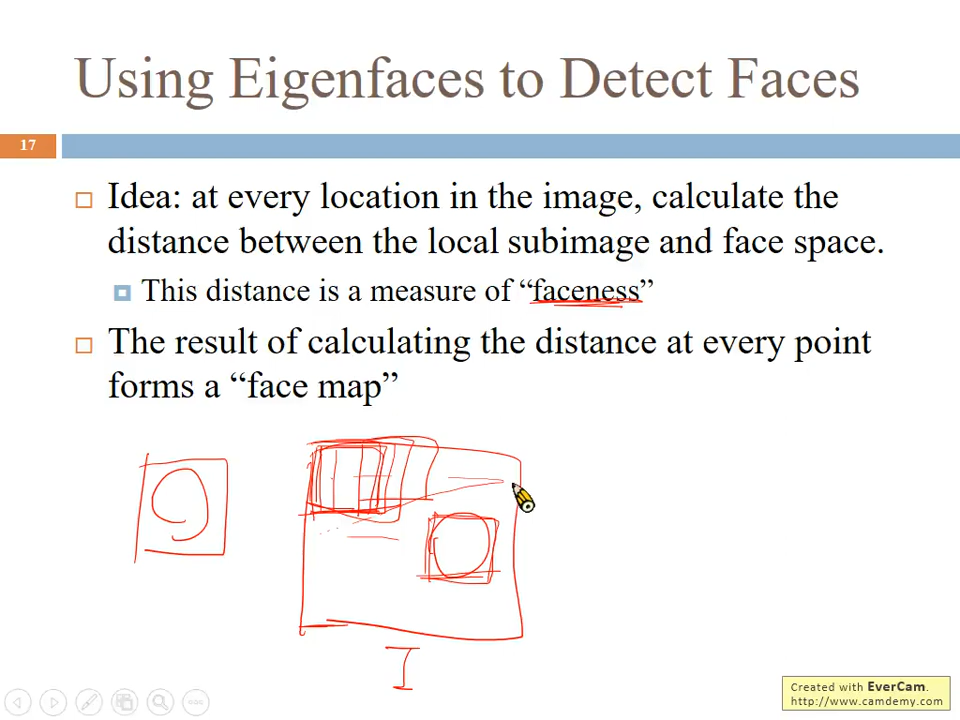 Using Eigenfaces to Detect Faces
17
Idea: at every location in the image, calculate the
distance between the local subimage and face space.
This distance is a measure of “faceness”
The result of calculating the distance at every point
forms a “face map”
I
Created with EverCam.
http://www.camdemy.com